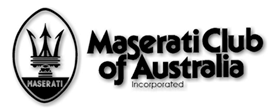 MASERATI
Maserati Club
of Australia
Incorporated